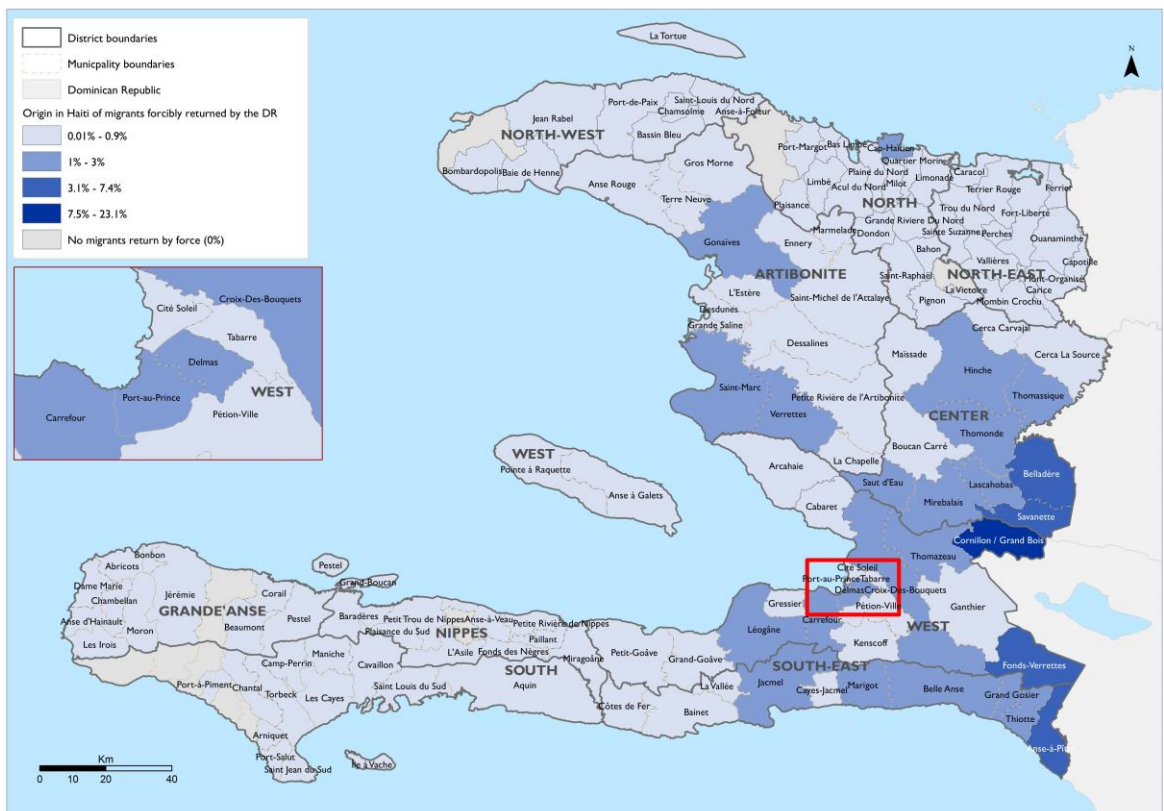 District boundaries
Municpality boundaries
Dominican Republic
Origin in Haiti of migrants forcibly returned by the DR
0.01% - 0.9%
1% - 3%
3.1% - 7.4%
7.5% - 23.1%
No migrants return by force (0%)
N
Croix-Des-Bouquets
Cité Soleil
Tabarre
Delmas
Port-au-Prince
WEST
Carrefour
Pétion-Ville
La Tortue
Port-de-Paix
Saint-Louis du Nord
Chamsolme
Anse-à-Foleur
Jean Rabel
NORTH-WEST
Bassin Bleu
Bombardopolis
Baie de Henne
Port-Margot
Bas Limbé
Cap-Haïtien
Quartier Morin
Caracol
Plaine du Nord
Limonade
Limbé
Acul du Nord
Milot
Terrier Rouge
Ferrier
Gros Morne
Anse Rouge
Terre Neuve
Plaisance
NORTH
Trou du Nord
Fort-Liberté
Grande Riviere Du Nord
Sainte Suzanne
Perches
Ouanaminthe
Marmelade
Dondon
Gonaives
Ennery
Bahon
Vallières
Capotille
ARTIBONITE
Saint-Raphaël
NORTH-EAST
Mont-Organise
La Victoire
Carice
L'Estère
Saint-Michel de l'Attalaye
Pignon
Mombin Crochu
Desdunes
Grande Saline
Cerca Carvajal
Dessalines
Maïssade
Cerca La Source
Hinche
Saint-Marc
Petite Rivière de l'Artibonite
Thomassique
Verrettes
CENTER
Thomonde
Boucan Carré
WEST
Pointe à Raquette
La Chapelle
Arcahaie
Belladère
Saut d'Eau
Lascahobas
Anse à Galets
Mirebalais
Cabaret
Savanette
Cornillon / Grand Bois
Thomazeau
Cité Soleil
Port-au-Prince
Tabarre
Delmas
Croix-Des-Bouquets
Gressier
Pétion-Ville
Ganthier
Léogâne
Carrefour
WEST
Kenscoff
Fonds-Verrettes
Bonbon
Abricots
Pestel
Grand-Boucan
Dame Marie
Jérémie
Corail
Chambellan
GRANDE'ANSE
Anse d'Hainault
Moron
Beaumont
Pestel
Les Irois
Baradères
Petit Trou de Nippes
Anse-à-Veau
Petite Rivière de Nippes
Plaisance du Sud
NIPPES
Paillant
L'Asile
Fonds des Nègres
Miragoâne
Petit-Goâve
Grand-Goâve
Maniche
Camp-Perrin
Cavaillon
SOUTH
SOUTH-EAST
Port-à-Piment
Chantal
Torbeck
Les Cayes
Saint Louis du Sud
Aquin
La Vallée
Jacmel
Cayes-Jacmel
Marigot
Belle Anse
Grand Gosier
Thiotte
Côtes de Fer
Bainet
Arniquet
Port-Salut
Saint Jean du Sud
Ile à Vache
Km
0 10 20 40